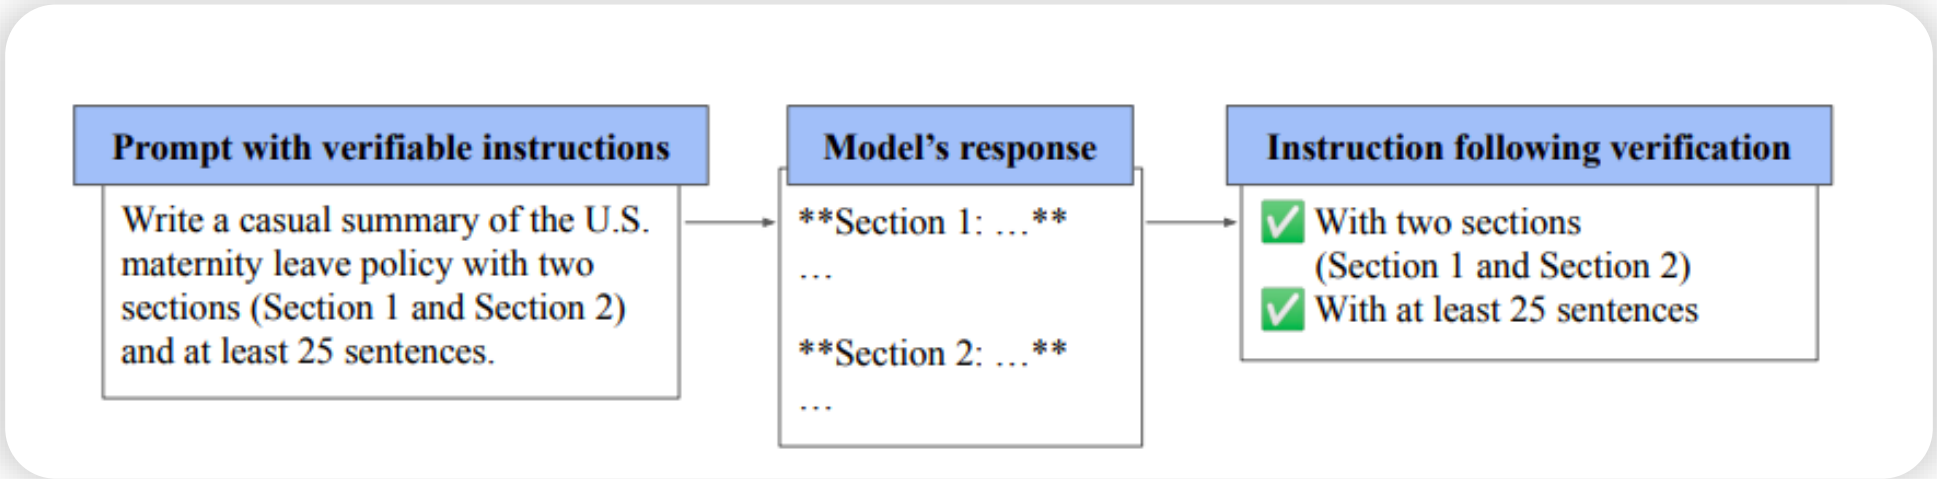 Prompt with verifiable instructions
Write a casual summary of the U.S.
maternity leave policy with two
sections (Section 1 and Section 2)
and at least 25 sentences.
Model’s response
**Section 1: …**
…
**Section 2: …**
…
Instruction following verification
✅ With two sections
(Section 1 and Section 2)
✅ With at least 25 sentences